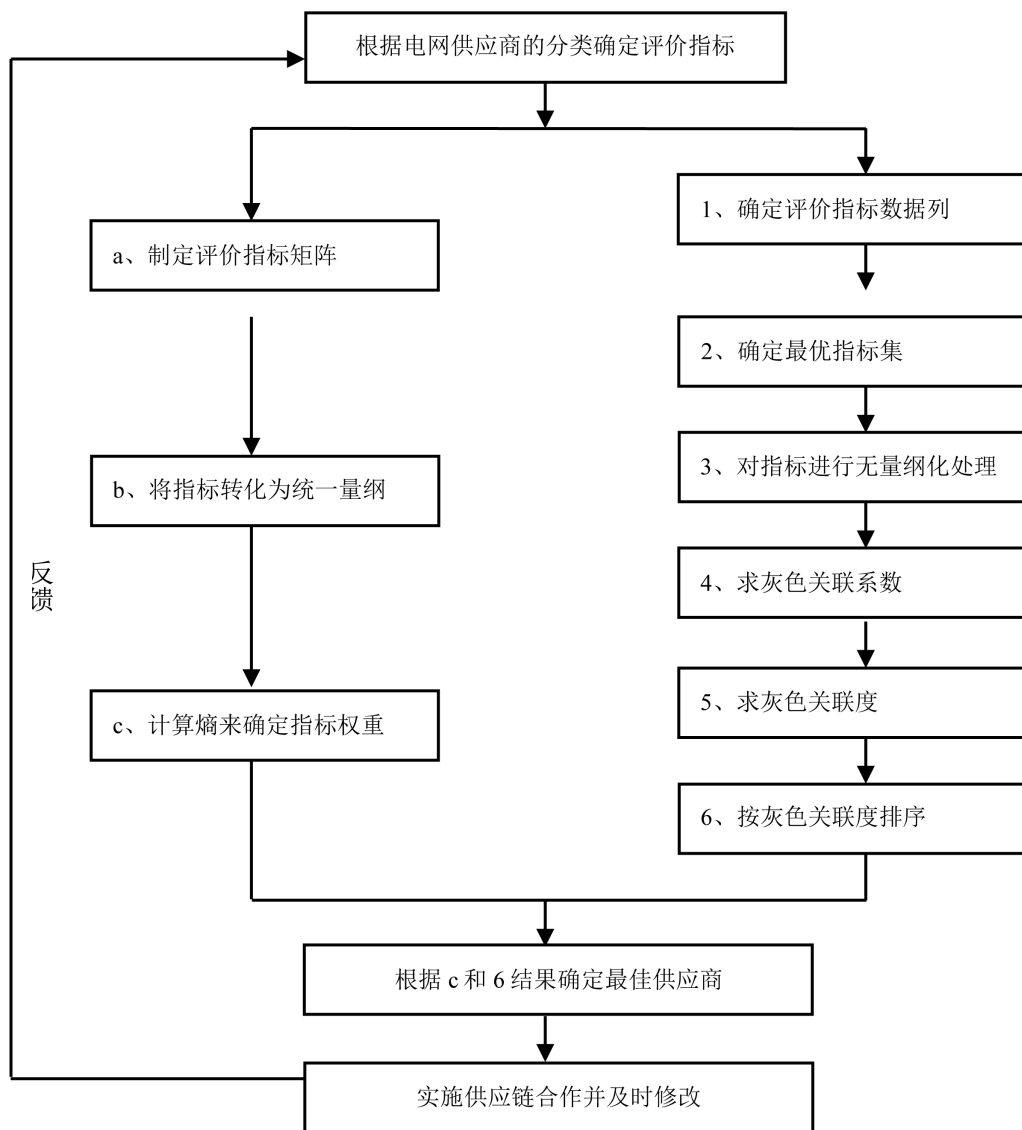 根据电网供应商的分类确定评价指标
a、制定评价指标矩阵
b、将指标转化为统一量纲
c、计算熵来确定指标权重
1、确定评价指标数据列
2、确定最优指标集
3、对指标进行无量纲化处理
4、求灰色关联系数
5、求灰色关联度
6、按灰色关联度排序
根据 c 和 6 结果确定最佳供应商
实施供应链合作并及时修改
反
馈